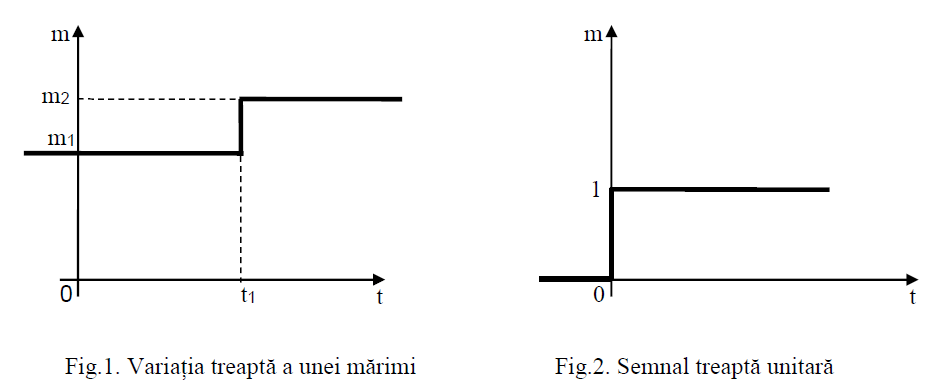 m
m2
m1
0
t1
t
Fig.1. Variația treaptă a unei mărimi
m
1
0
t
Fig.2. Semnal treaptă unitară